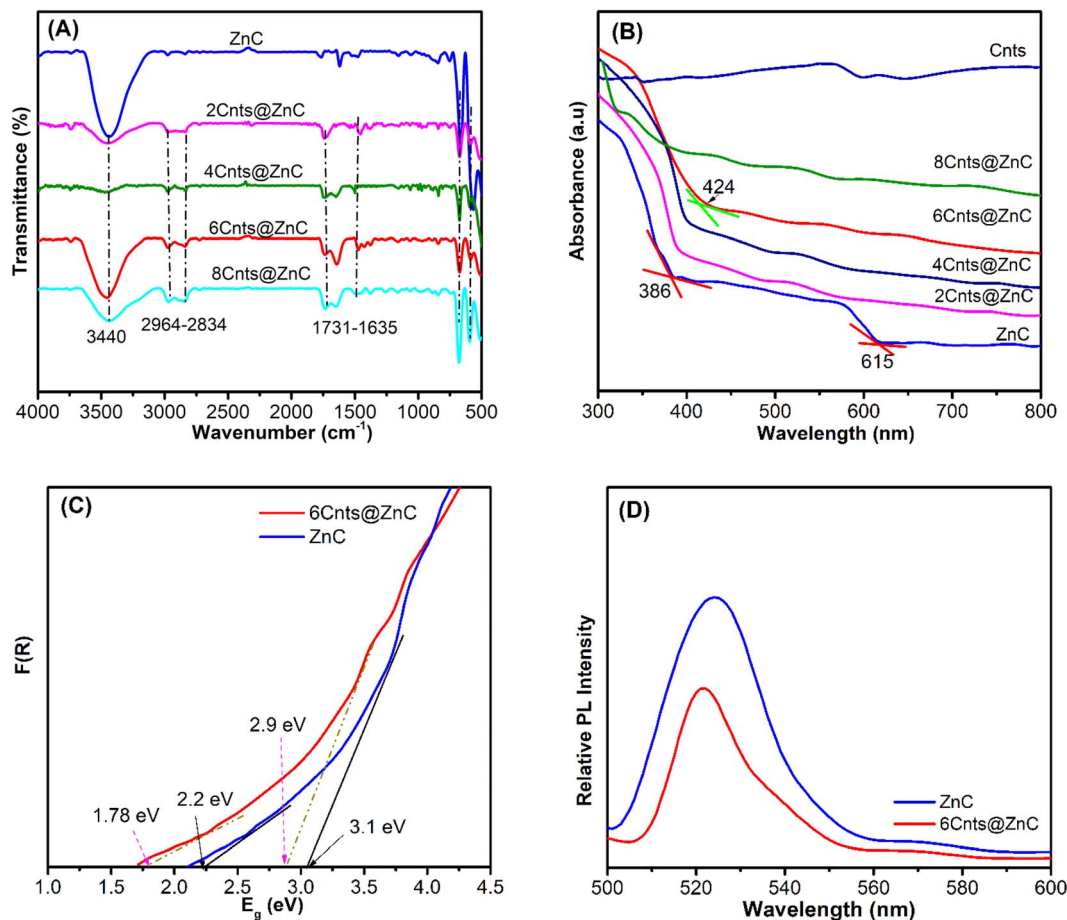 (A)
ZnC
2Cnts@ZnC
4Cnts@ZnC
6Cnts@ZnC
8Cnts@ZnC
3440
2964-2834
1731-1635
Transmittance (%)
4000 3500 3000 2500 2000 1500 1000 500
Wavenumber (cm⁻¹)
(B)
Cnts
8Cnts@ZnC
424
6Cnts@ZnC
4Cnts@ZnC
386
2Cnts@ZnC
ZnC
615
Absorbance (a.u)
300 400 500 600 700 800
Wavelength (nm)
(C)
6Cnts@ZnC
ZnC
2.9 eV
2.2 eV
1.78 eV
3.1 eV
F(R)
1.0 1.5 2.0 2.5 3.0 3.5 4.0 4.5
E_g (eV)
(D)
ZnC
6Cnts@ZnC
Relative PL Intensity
500 520 540 560 580 600
Wavelength (nm)